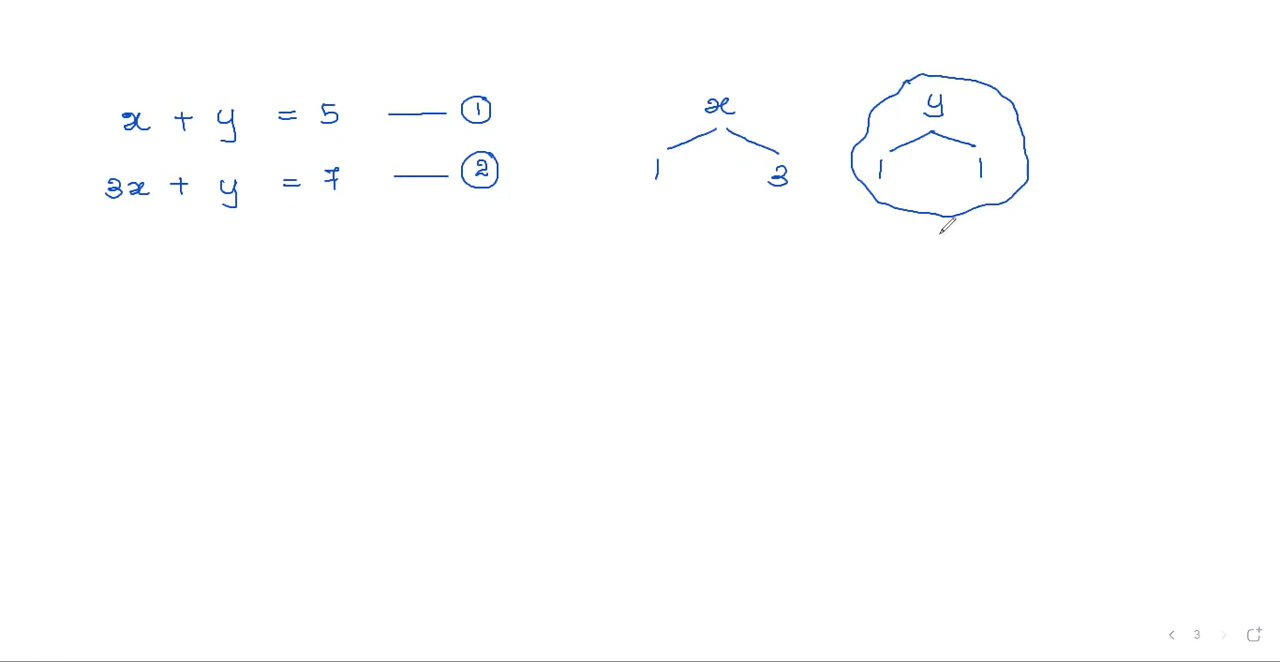 x + y = 5 —— ①
3x + y = 7 —— ②
x
1 3
y
1 1
< 3 >